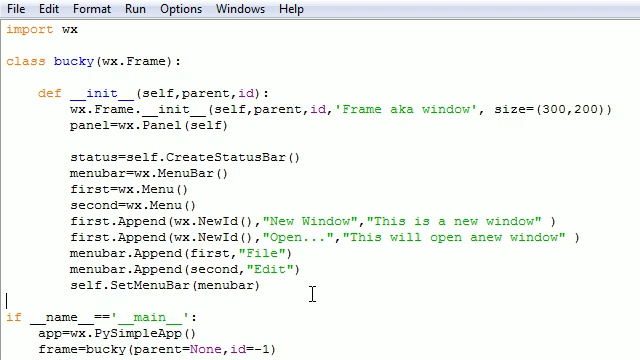 File Edit Format Run Options Windows Help
import wx
class bucky(wx.Frame):
def __init__(self,parent,id):
wx.Frame.__init__(self,parent,id,'Frame aka window', size=(300,200))
panel=wx.Panel(self)
status=self.CreateStatusBar()
menubar=wx.MenuBar()
first=wx.Menu()
second=wx.Menu()
first.Append(wx.NewId(),"New Window","This is a new window" )
first.Append(wx.NewId(),"Open...","This will open anew window" )
menubar.Append(first,"File")
menubar.Append(second,"Edit")
self.SetMenuBar(menubar)
if __name__=='__main__':
app=wx.PySimpleApp()
frame=bucky(parent=None,id=-1)